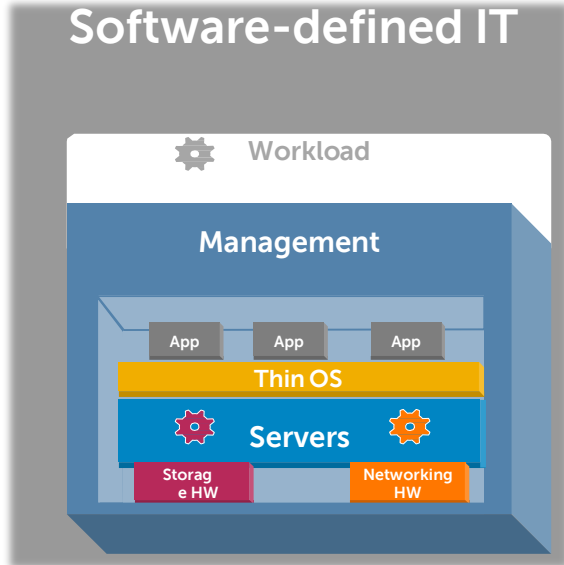 Software-defined IT
Workload
Management
App App App
Thin OS
Servers
Storag
e HW
Networking
HW